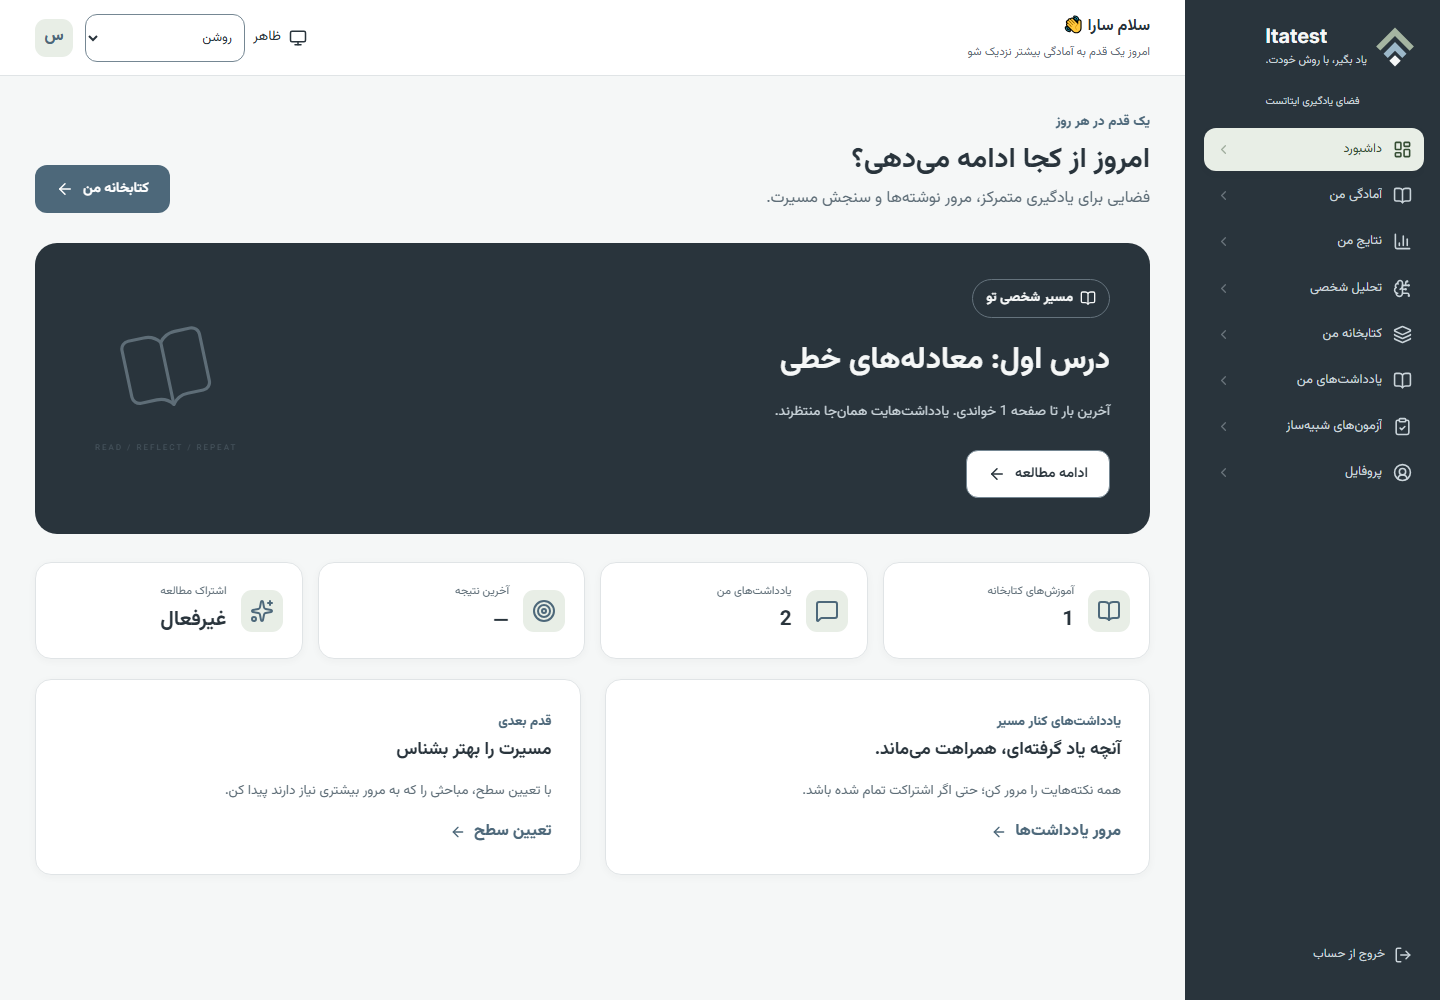 Itatest
یاد بگیر، با روش خودت.
فضای یادگیری ایتاتست
داشبورد
آمادگی من
نتایج من
تحلیل شخصی
کتابخانه من
یادداشت‌های من
آزمون‌های شبیه‌ساز
پروفایل
خروج از حساب
سلام سارا 👋
امروز یک قدم به آمادگی بیشتر نزدیک شو
ظاهر
روشن
س
یک قدم در هر روز
امروز از کجا ادامه می‌دهی؟
فضایی برای یادگیری متمرکز، مرور نوشته‌ها و سنجش مسیرت.
کتابخانه من
مسیر شخصی تو
درس اول: معادله‌های خطی
آخرین بار تا صفحه 1 خواندی. یادداشت‌هایت همان‌جا منتظرند.
ادامه مطالعه
READ / REFLECT / REPEAT
آموزش‌های کتابخانه
1
یادداشت‌های من
2
آخرین نتیجه
—
اشتراک مطالعه
غیرفعال
یادداشت‌های کنار مسیر
آنچه یاد گرفته‌ای، همراهت می‌ماند.
همه نکته‌هایت را مرور کن؛ حتی اگر اشتراکت تمام شده باشد.
مرور یادداشت‌ها
قدم بعدی
مسیرت را بهتر بشناس
با تعیین سطح، مباحثی را که به مرور بیشتری نیاز دارند پیدا کن.
تعیین سطح